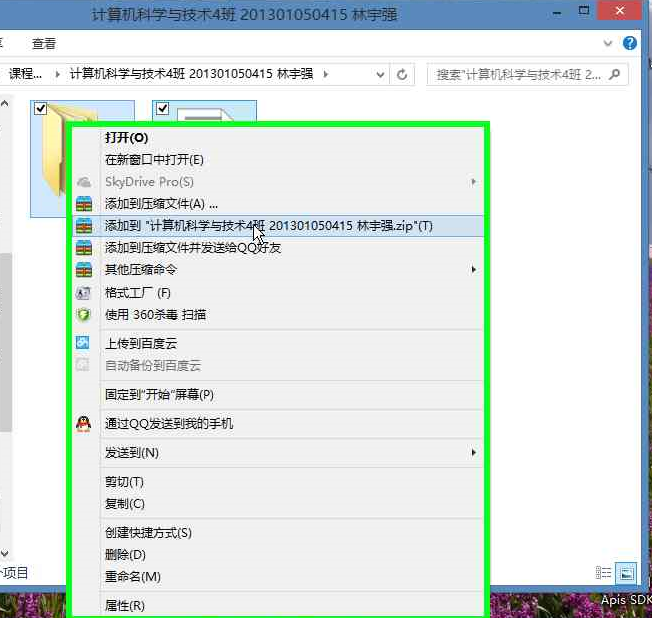 计算机科学与技术4班 201301050415 林宇强
查看
课程... 计算机科学与技术4班 201301050415 林宇强
搜索"计算机科学与技术4班 2...
打开(O)
在新窗口中打开(E)
SkyDrive Pro(S)
添加到压缩文件(A) ...
添加到 "计算机科学与技术4班 201301050415 林宇强.zip"(T)
添加到压缩文件并发送给QQ好友
其他压缩命令
格式工厂 (F)
使用 360杀毒 扫描
上传到百度云
自动备份到百度云
固定到"开始"屏幕(P)
通过QQ发送到我的手机
发送到(N)
剪切(T)
复制(C)
创建快捷方式(S)
删除(D)
重命名(M)
项目
属性(R)
Apis SDK